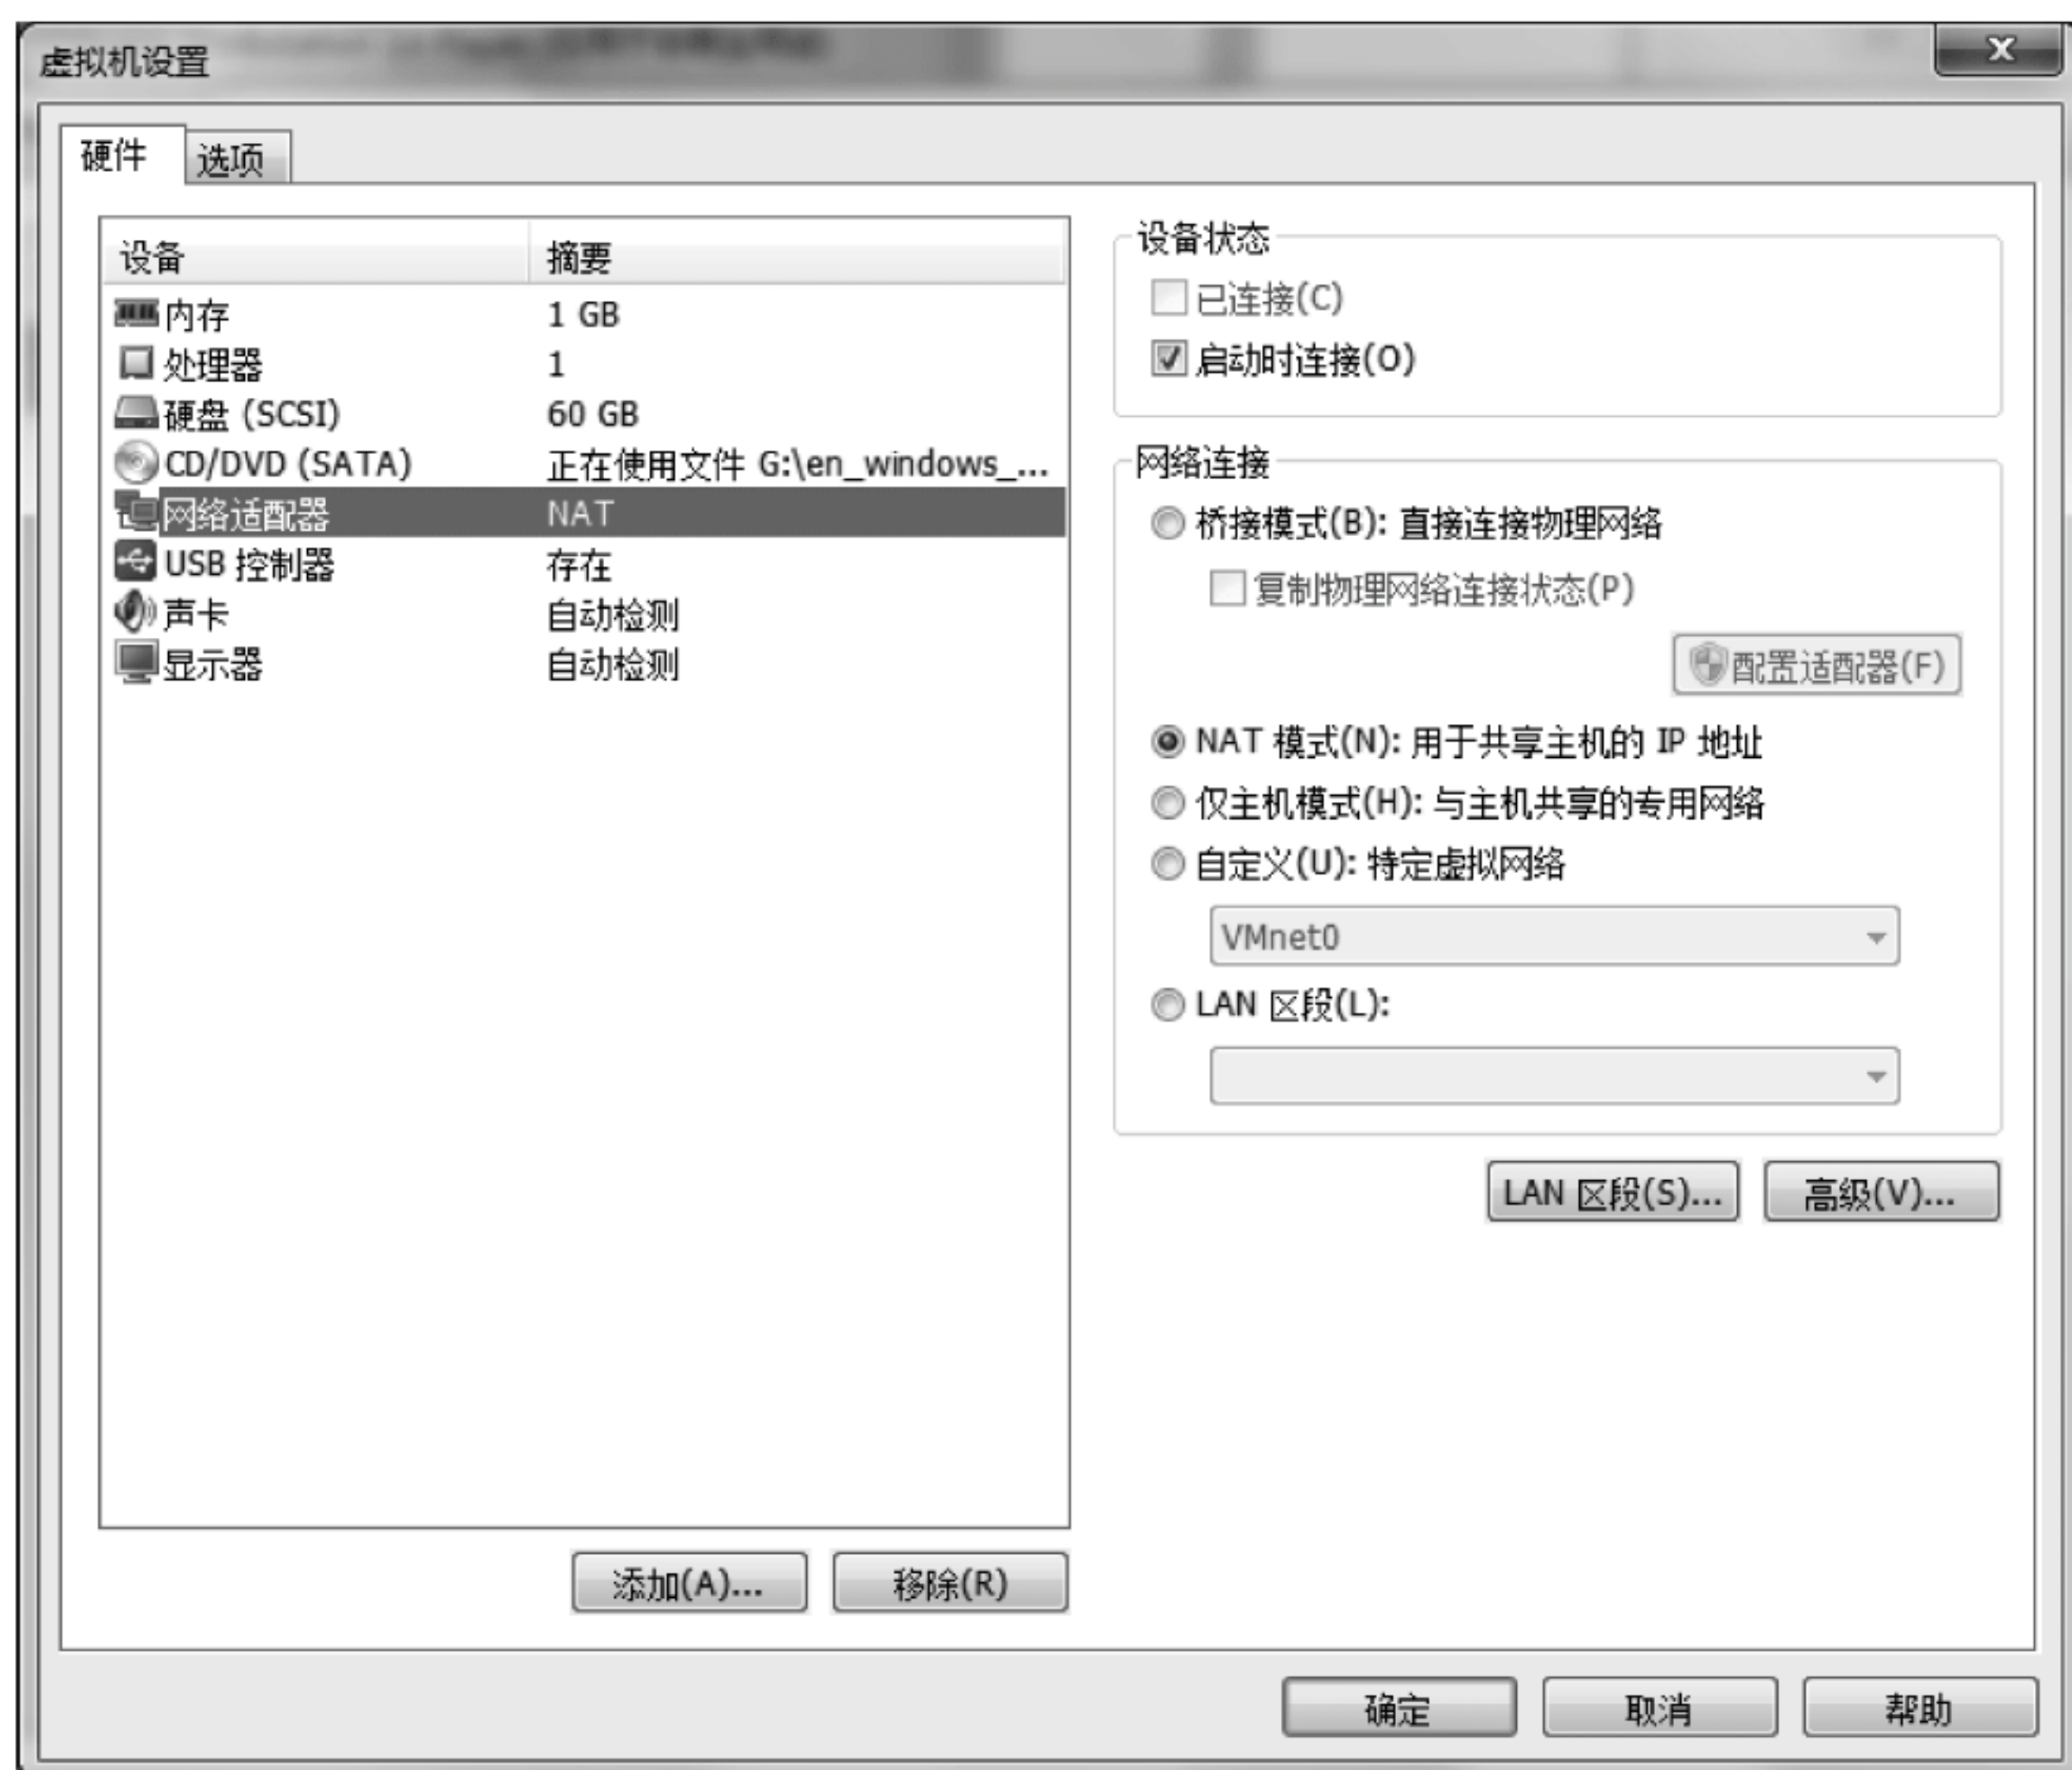 虚拟机设置
硬件 选项
设备 摘要
内存 1 GB
处理器 1
硬盘 (SCSI) 60 GB
CD/DVD (SATA) 正在使用文件 G:\en_windows_...
网络适配器 NAT
USB 控制器 存在
声卡 自动检测
显示器 自动检测
添加(A)... 移除(R)
设备状态
已连接(C)
启动时连接(O)
网络连接
桥接模式(B): 直接连接物理网络
复制物理网络连接状态(P)
配置适配器(F)
NAT 模式(N): 用于共享主机的 IP 地址
仅主机模式(H): 与主机共享的专用网络
自定义(U): 特定虚拟网络
VMnet0
LAN 区段(L):
LAN 区段(S)... 高级(V)...
确定 取消 帮助